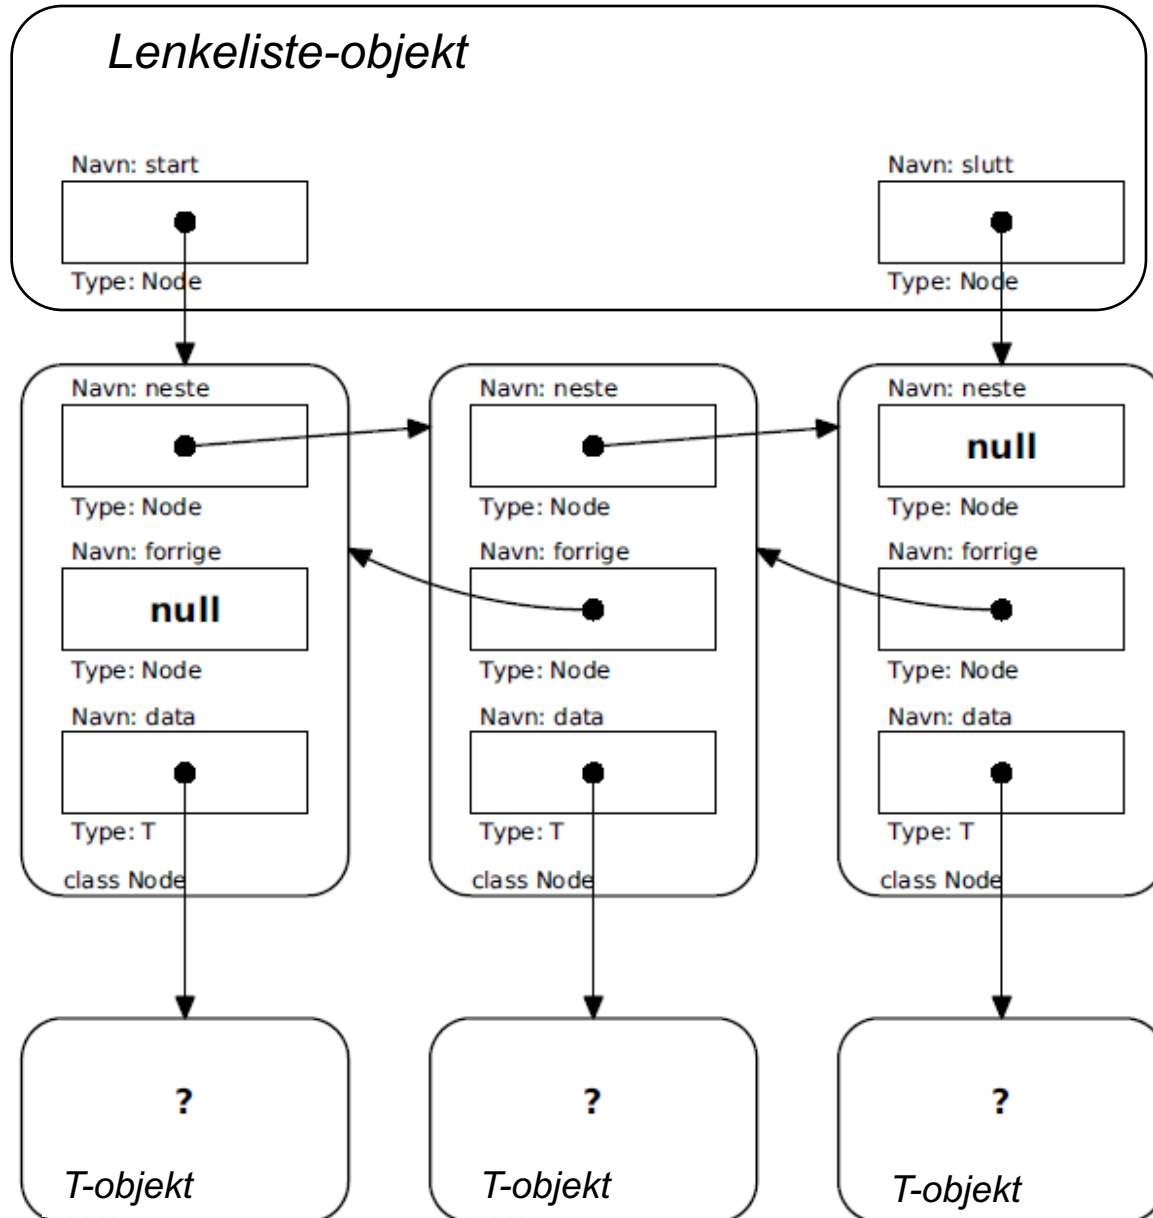 Lenkeliste-objekt
Navn: start
Navn: slutt
Type: Node
Type: Node
Navn: neste
Navn: neste
Navn: neste
null
Type: Node
Type: Node
Type: Node
Navn: forrige
Navn: forrige
Navn: forrige
null
Type: Node
Type: Node
Type: Node
Navn: data
Navn: data
Navn: data
Type: T
Type: T
Type: T
class Node
class Node
class Node
?
?
?
T-objekt
T-objekt
T-objekt